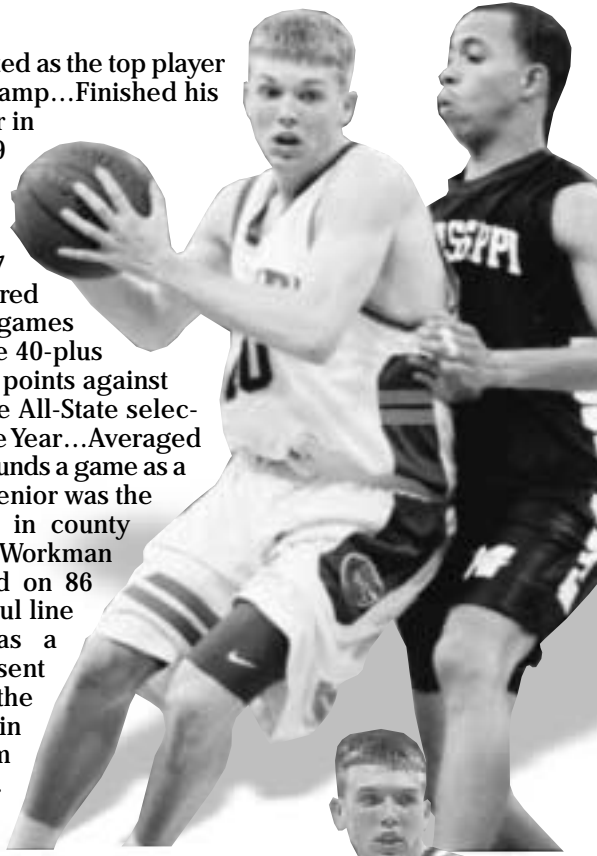 ed as the top player
amp…Finished his
r in
9
7
red
games
e 40-plus
points against
e All-State selec-
e Year…Averaged
unds a game as a
enior was the
in county
Workman
d on 86
ul line
as a
sent
the
in
m
.
SSIPPI